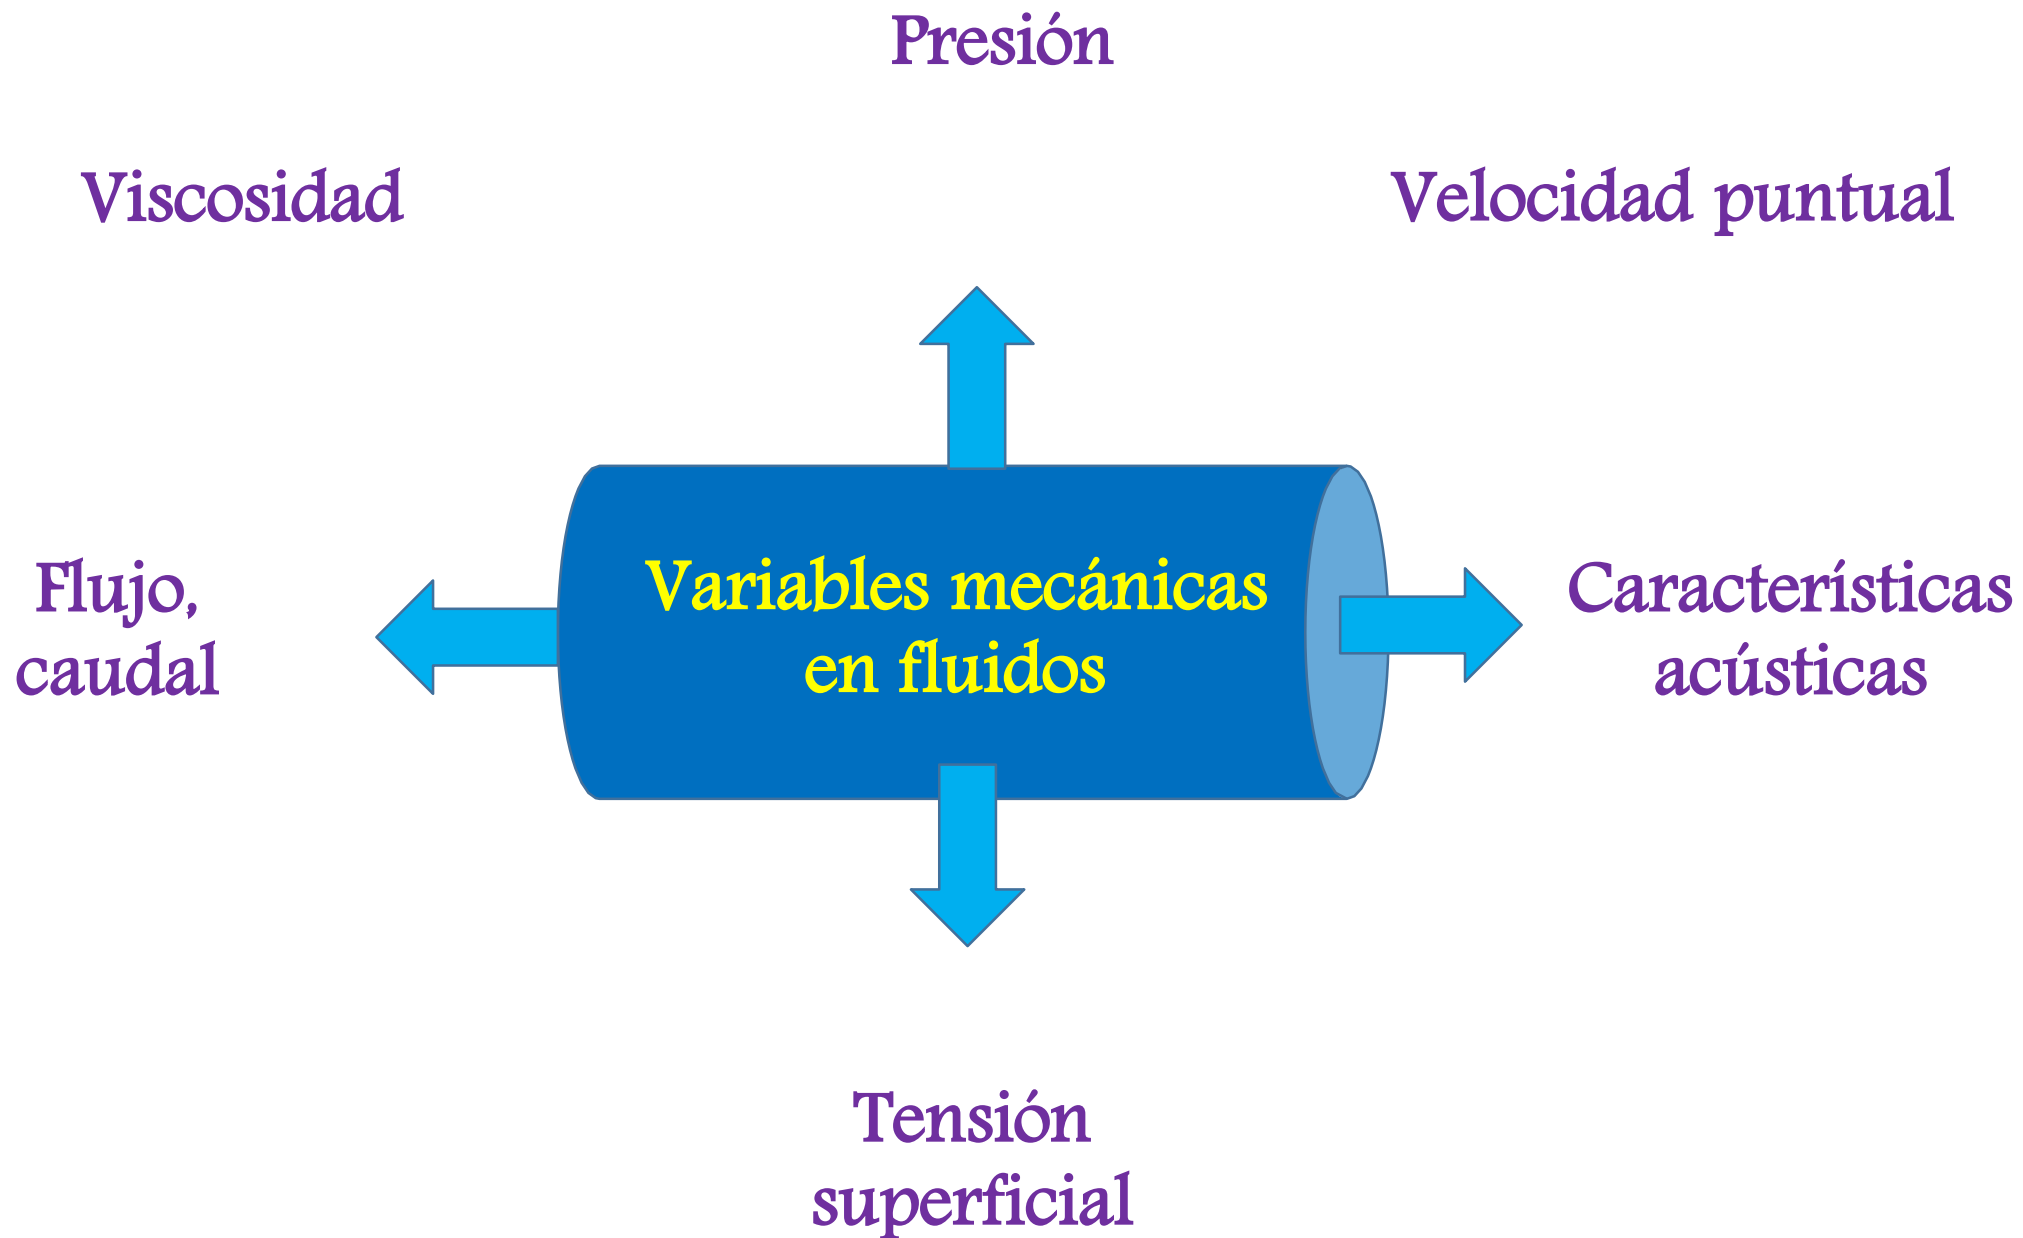 Presión
Viscosidad
Velocidad puntual
Flujo,
caudal
Variables mecánicas
en fluidos
Características
acústicas
Tensión
superficial